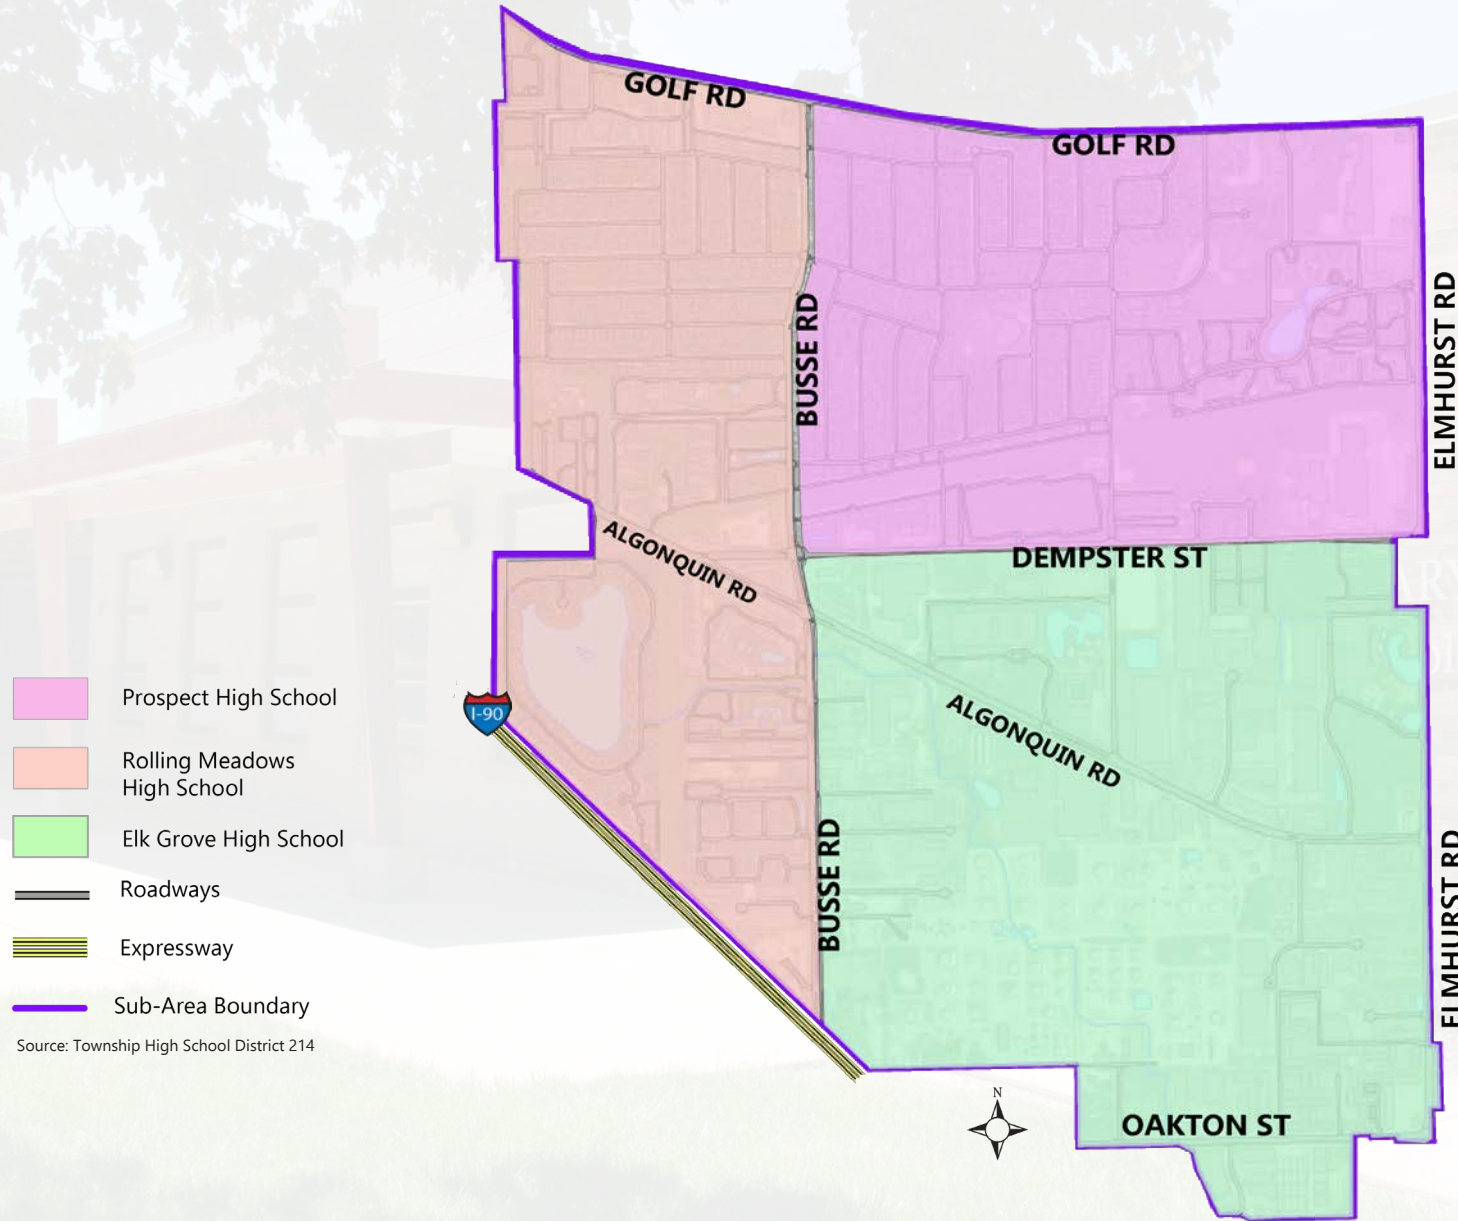 GOLF RD
GOLF RD
BUSSE RD
ELMHURST RD
ALGONQUIN RD
DEMPSTER ST
ALGONQUIN RD
I-90
BUSSE RD
ELMHURST RD
OAKTON ST
N
Prospect High School
Rolling Meadows
High School
Elk Grove High School
Roadways
Expressway
Sub-Area Boundary
Source: Township High School District 214